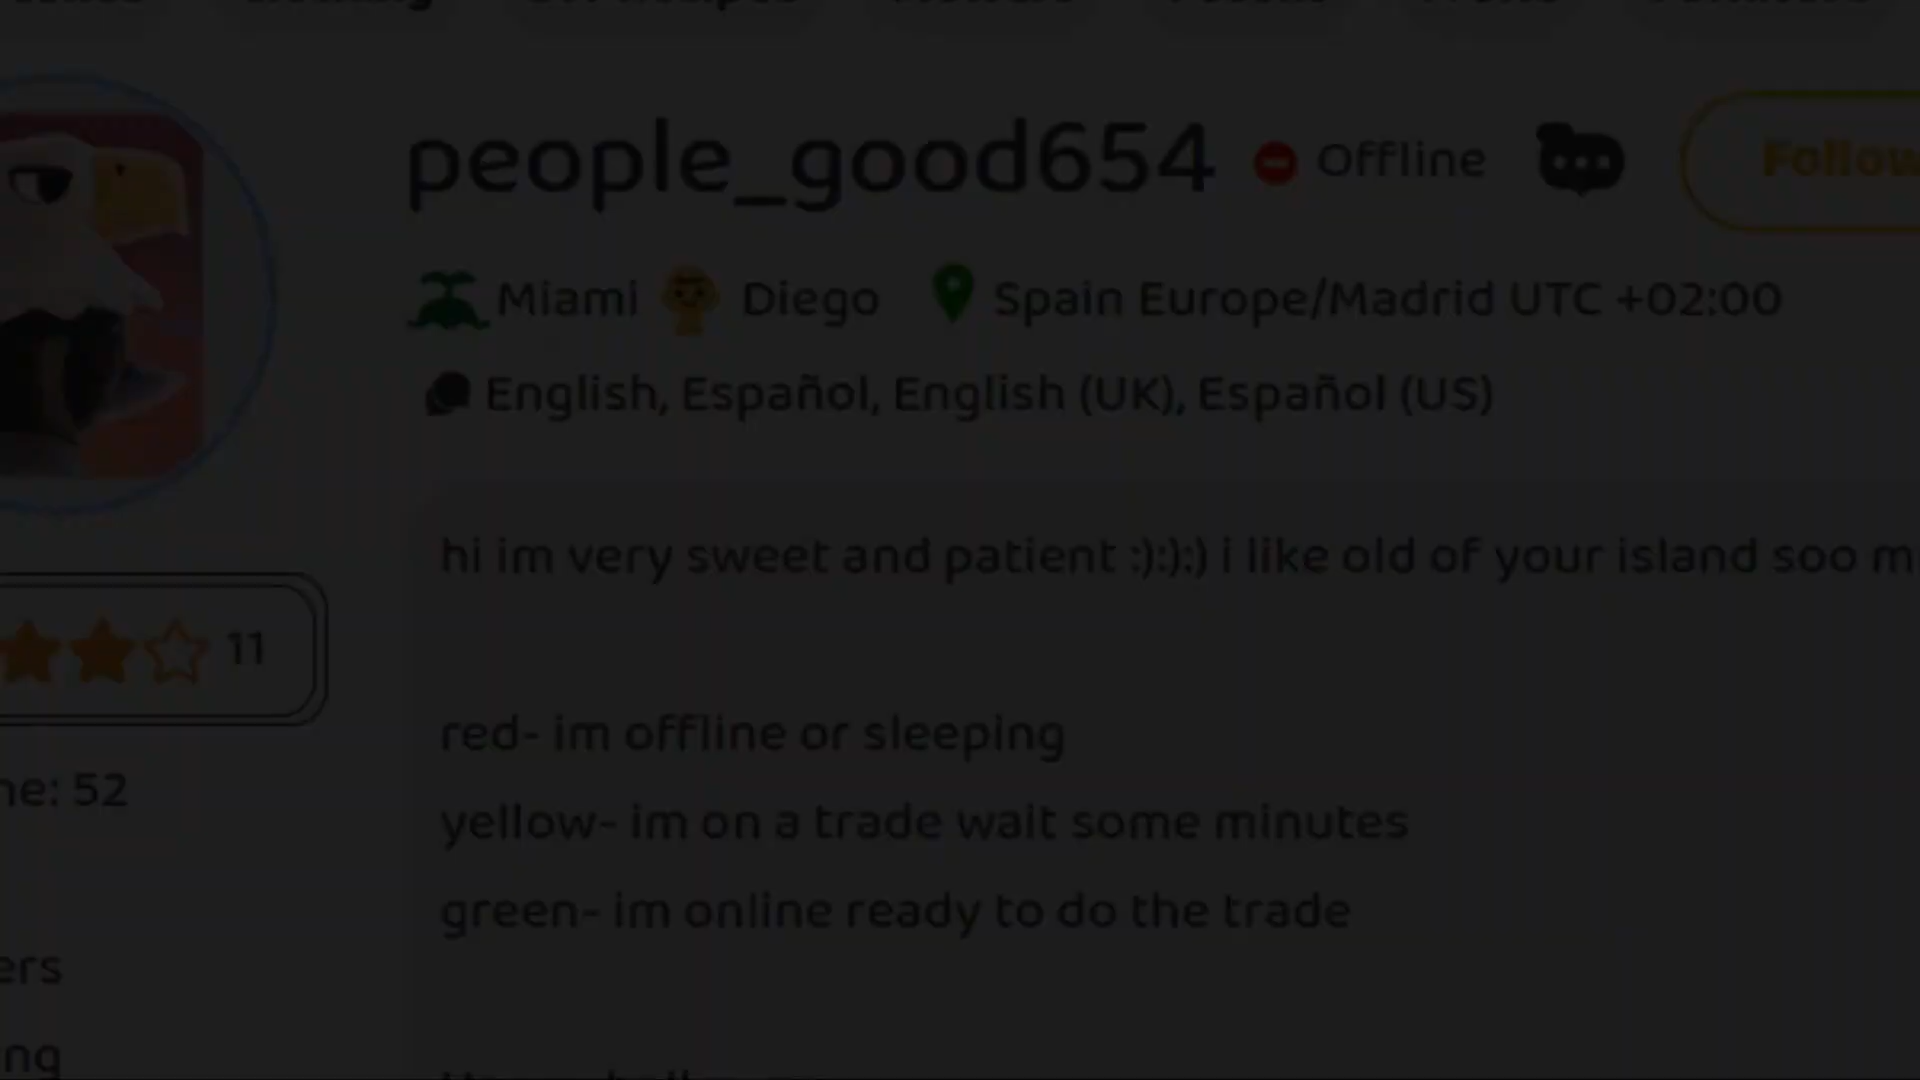 people_good654 Offline Follow
Miami Diego Spain Europe/Madrid UTC +02:00
English, Español, English (UK), Español (US)
hi im very sweet and patient :):):) i like old of your island soo m
11
red- im offline or sleeping
ne: 52
yellow- im on a trade wait some minutes
green- im online ready to do the trade
ers
ng